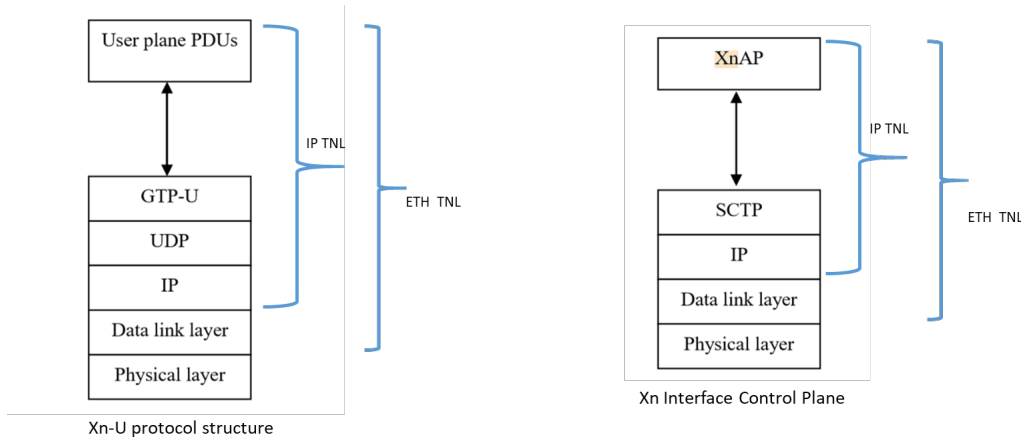 User plane PDUs
IP TNL
ETH TNL
GTP-U
UDP
IP
Data link layer
Physical layer
Xn-U protocol structure
XnAP
IP TNL
ETH TNL
SCTP
IP
Data link layer
Physical layer
Xn Interface Control Plane